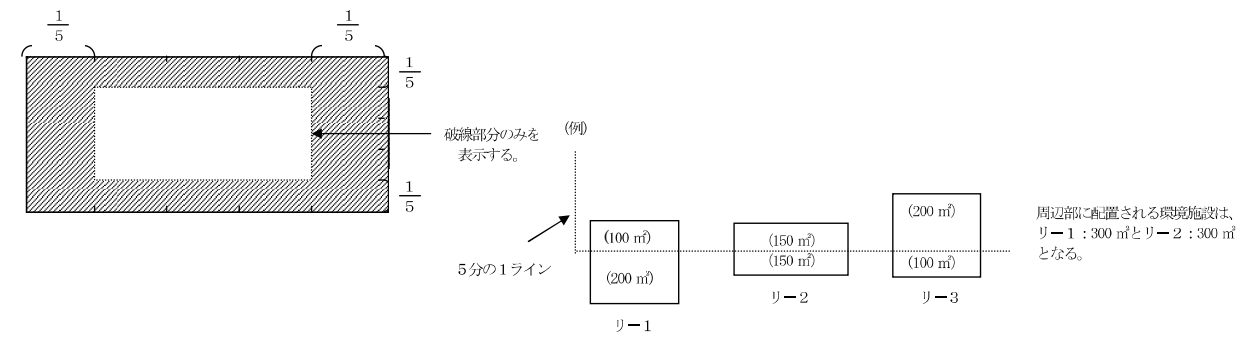 1/5
1/5
1/5
1/5
破線部分のみを
表示する。
(例)
5分の1ライン
(100 ㎡)
(200 ㎡)
リー1
(150 ㎡)
(150 ㎡)
リー2
(200 ㎡)
(100 ㎡)
リー3
周辺部に配置される環境施設は、
リー1：300 ㎡とリー2：300 ㎡
となる。